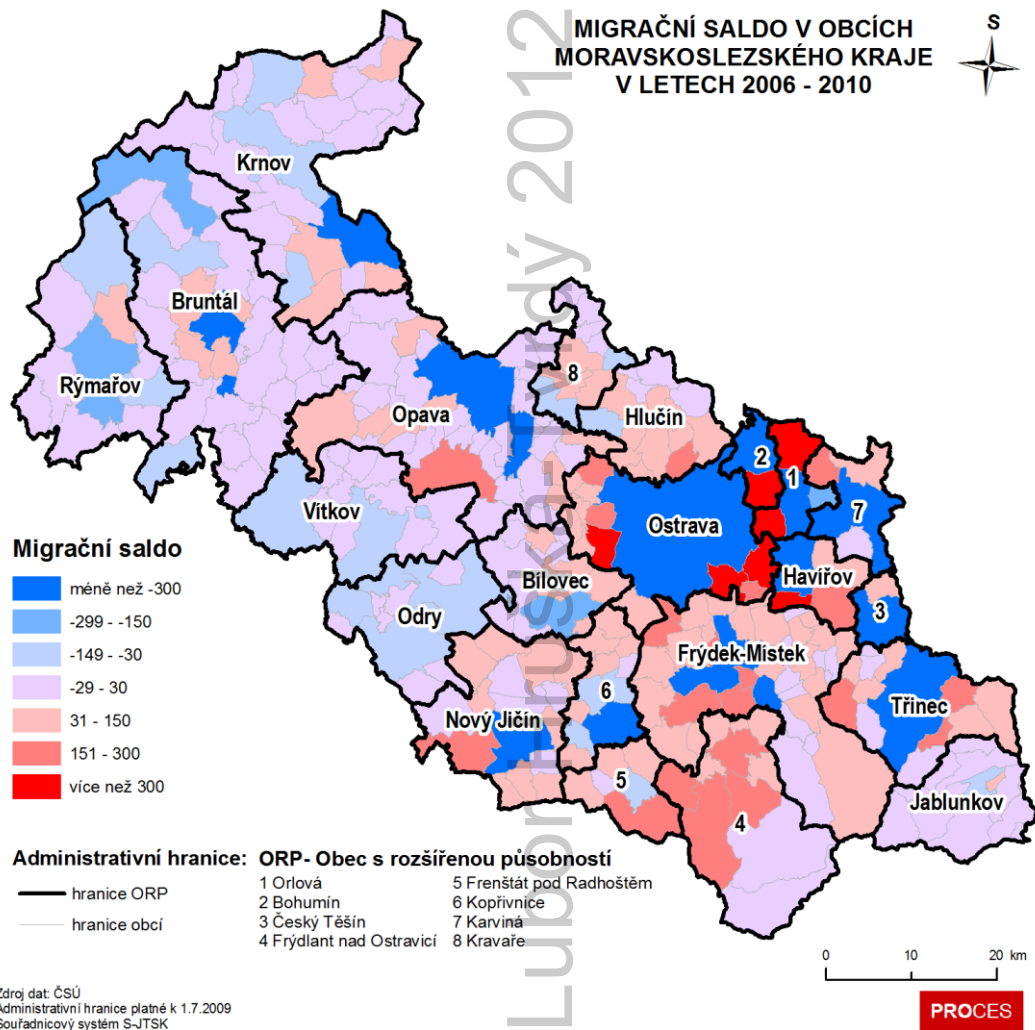 MIGRAČNÍ SALDO V OBCÍCH
MORAVSKOSLEZSKÉHO KRAJE
V LETECH 2006 - 2010
S
Krnov
Bruntál
Rýmařov
Opava
8
Hlučín
2
1
7
Ostrava
Vítkov
Havířov
Bílovec
Odry
3
Frýdek-Místek
6
Nový Jičín
Třinec
5
4
Jablunkov
Migrační saldo
méně než -300
-299 - -150
-149 - -30
-29 - 30
31 - 150
151 - 300
více než 300
Administrativní hranice:
hranice ORP
hranice obcí
ORP- Obec s rozšířenou působností
1 Orlová
2 Bohumín
3 Český Těšín
4 Frýdlant nad Ostravicí
5 Frenštát pod Radhoštěm
6 Kopřivnice
7 Karviná
8 Kravaře
0 10 20 km
Zdroj dat: ČSÚ
Administrativní hranice platné k 1.7.2009
Souřadnicový systém S-JTSK
PROCES
Lubor Hruška-Tvrdý 2012